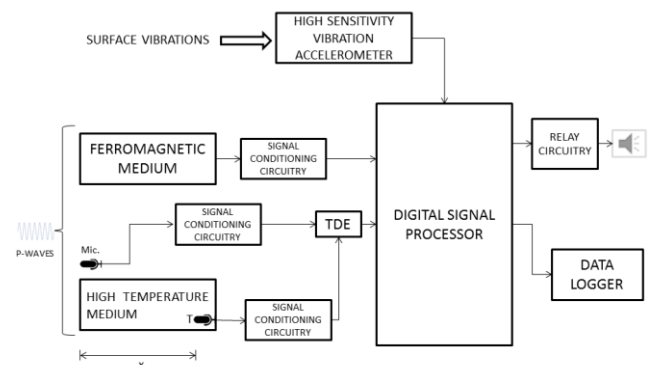 HIGH SENSITIVITY
VIBRATION
ACCELEROMETER
SURFACE VIBRATIONS
FERROMAGNETIC
MEDIUM
SIGNAL
CONDITIONING
CIRCUITRY
RELAY
CIRCUITRY
SIGNAL
CONDITIONING
CIRCUITRY
TDE
DIGITAL SIGNAL
PROCESSOR
P-WAVES
Mic.
DATA
LOGGER
HIGH TEMPERATURE
MEDIUM
T
SIGNAL
CONDITIONING
CIRCUITRY